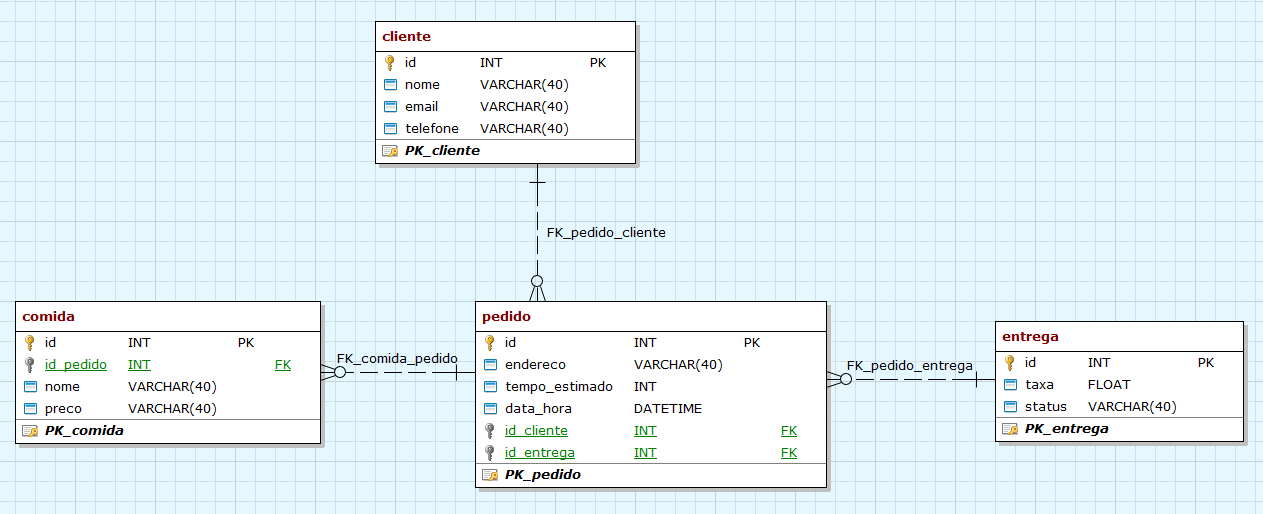 cliente
id INT PK
nome VARCHAR(40)
email VARCHAR(40)
telefone VARCHAR(40)
PK_cliente
FK_pedido_cliente
comida
id INT PK
id_pedido INT FK
nome VARCHAR(40)
preco VARCHAR(40)
PK_comida
FK_comida_pedido
pedido
id INT PK
endereco VARCHAR(40)
tempo_estimado INT
data_hora DATETIME
id_cliente INT FK
id_entrega INT FK
PK_pedido
FK_pedido_entrega
entrega
id INT PK
taxa FLOAT
status VARCHAR(40)
PK_entrega